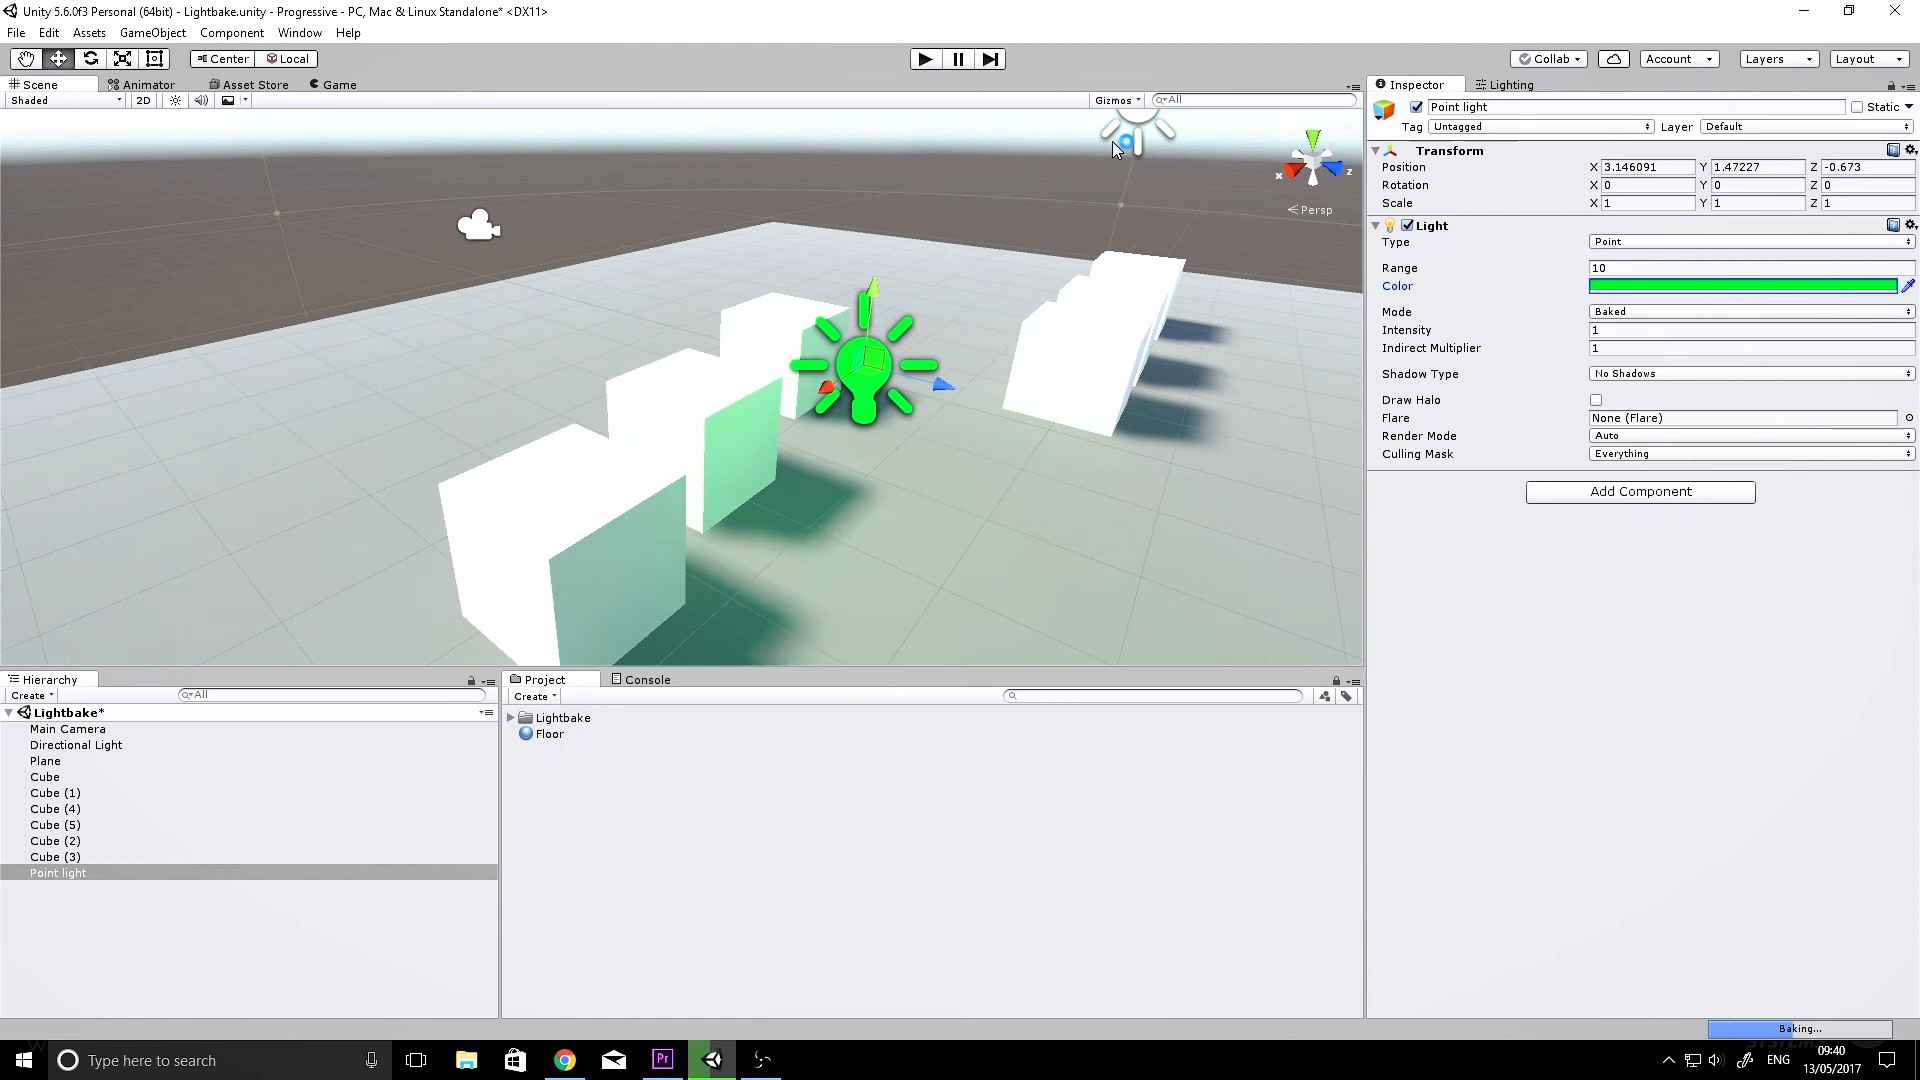 Unity 5.6.0f3 Personal (64bit) - Lightbake.unity - Progressive - PC, Mac & Linux Standalone* <DX11>
File Edit Assets GameObject Component Window Help
Center Local Collab Account Layers Layout
Scene Animator Asset Store Game
Shaded 2D Gizmos All
x z
Persp
Inspector Lighting
Point light Static
Tag Untagged Layer Default
Transform
Position X 3.146091 Y 1.47227 Z -0.673
Rotation X 0 Y 0 Z 0
Scale X 1 Y 1 Z 1
Light
Type Point
Range 10
Color
Mode Baked
Intensity 1
Indirect Multiplier 1
Shadow Type No Shadows
Draw Halo
Flare None (Flare)
Render Mode Auto
Culling Mask Everything
Add Component
Hierarchy
Create All
Lightbake*
Main Camera
Directional Light
Plane
Cube
Cube (1)
Cube (4)
Cube (5)
Cube (2)
Cube (3)
Point light
Project Console
Create
Lightbake
Floor
Baking...
Type here to search
Pr
ENG
09:40
13/05/2017